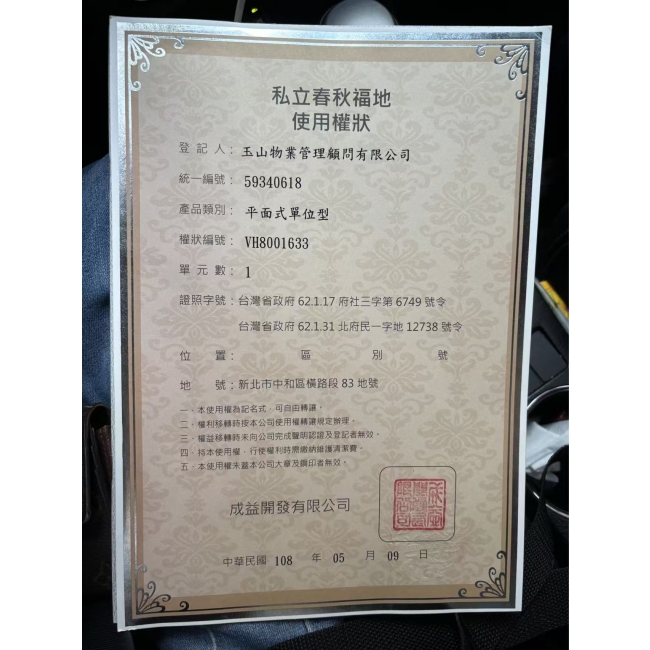 私立春秋福地
使用權狀
登記人：玉山物業管理顧問有限公司
統一編號：59340618
產品類別：平面式單位型
權狀編號：VH8001633
單元數：1
證照字號：台灣省政府 62.1.17 府社三字第 6749 號令
台灣省政府 62.1.31 北府民一字地 12738 號令
位置：區別號
地號：新北市中和區橫路段 83 地號
一、本使用權為記名式，可自由轉讓。
二、權利移轉時按本公司使用權轉讓規定辦理。
三、權益移轉時未向公司完成聲明認證及登記者無效。
四、持本使用權，行使權利時應繳納維護清潔費。
五、本使用權未蓋本公司大章及鋼印者無效。
成益開發有限公司
成益開發有限公司
中華民國 108 年 05 月 09 日